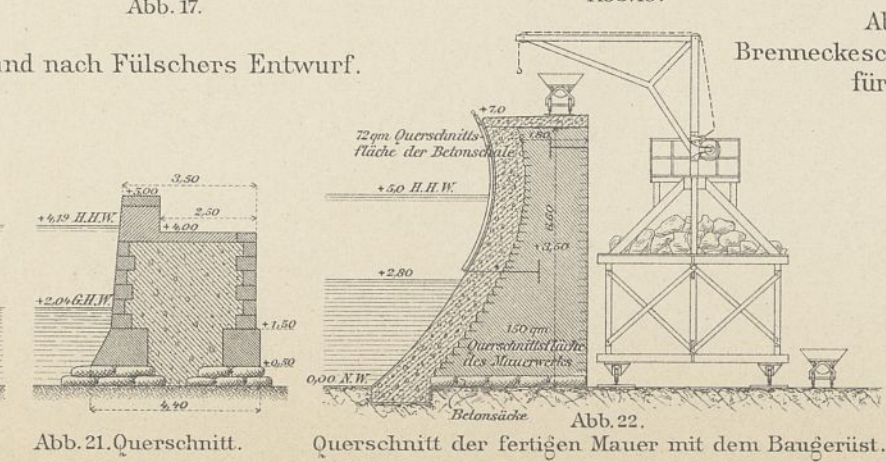 Abb. 17.
nach Fülschers Entwurf.
Brenneckesc
für
3,50
+5,00
2,50
+4,19 H.H.W.
+4,00
+2,04 G.H.W.
+1,50
+0,50
4,40
Abb. 21. Querschnitt.
+7,0
72 qm Querschnitts-
fläche der Betonschale
1,80
+5,0 H.H.W.
6,60
+3,50
+2,80
150 qm
Querschnittsfläche
des Mauerwerks
0,00 N.W.
Betonsäcke
Abb. 22.
Querschnitt der fertigen Mauer mit dem Baugerüst.